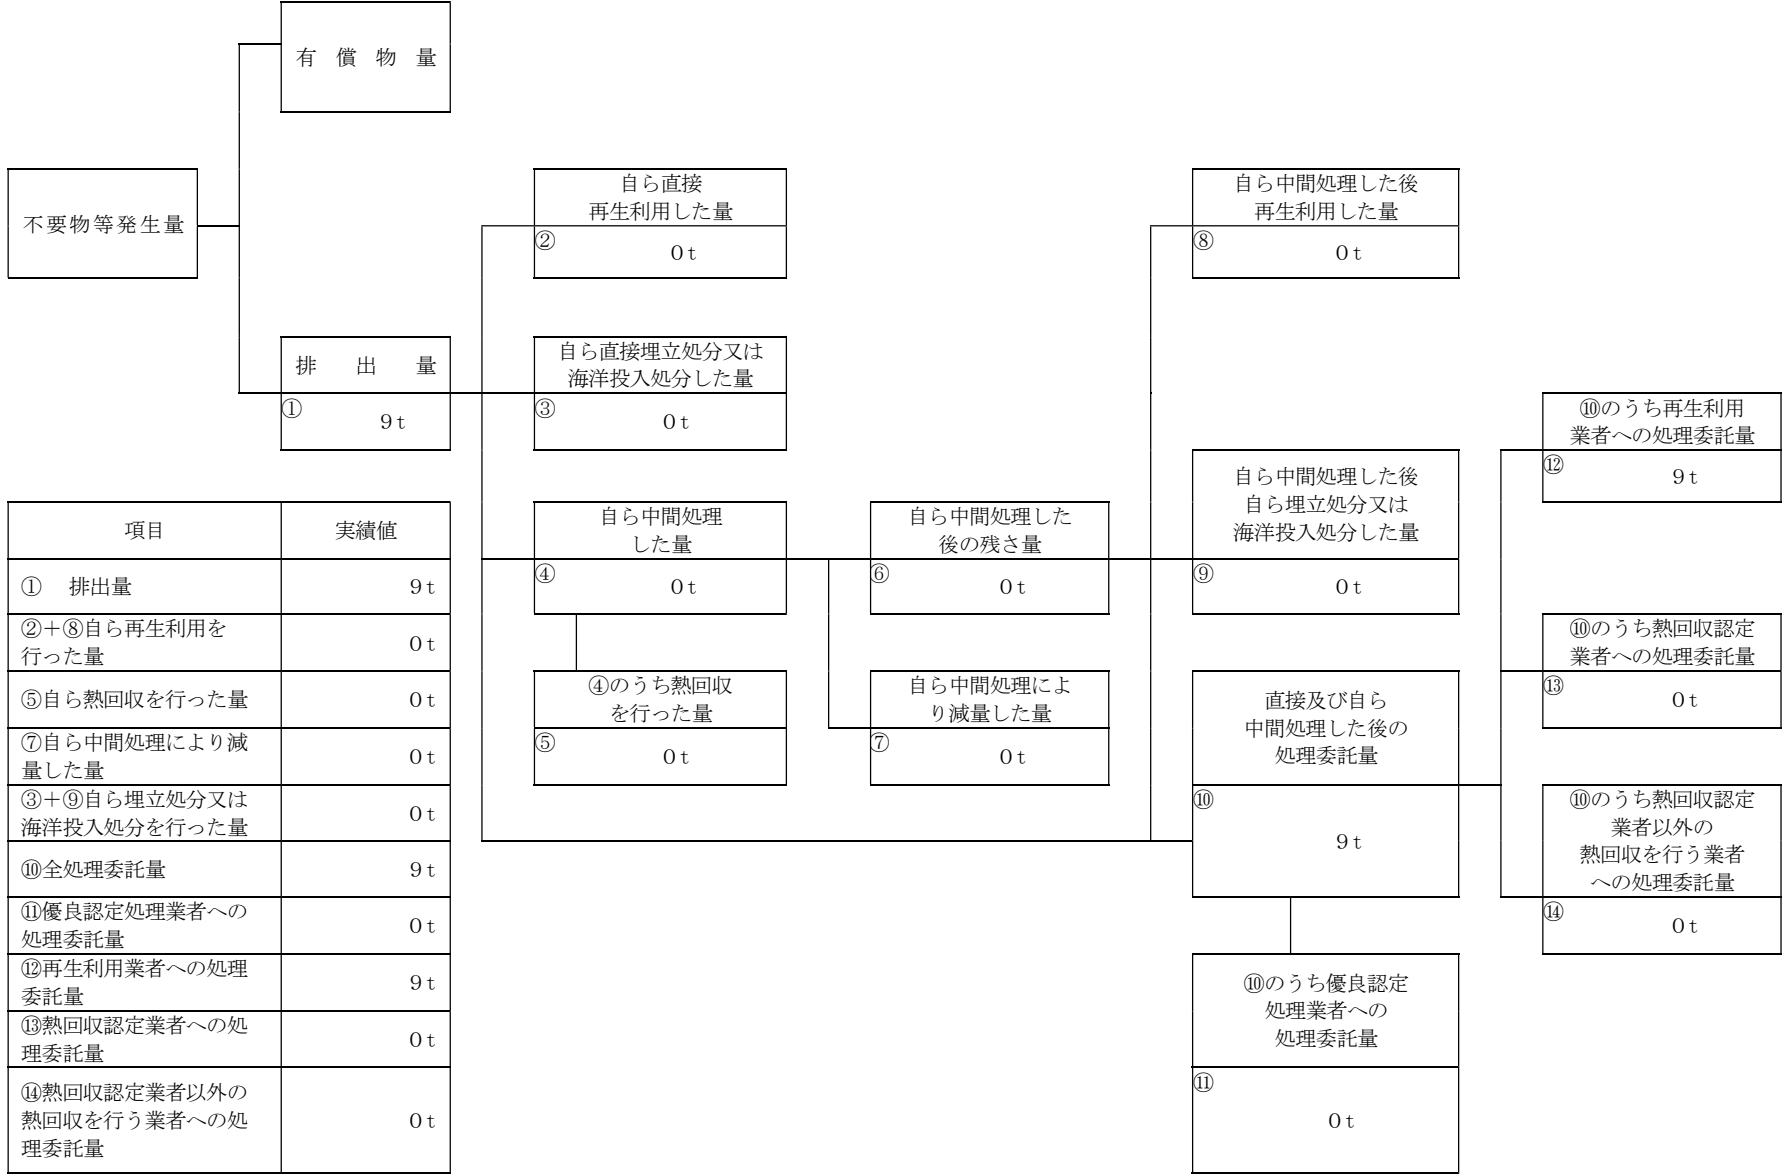 有　償　物　量
不要物等発生量
自ら直接
再生利用した量
②
０ｔ
自ら中間処理した後
再生利用した量
⑧
０ｔ
排　出　量
①
９ｔ
自ら直接埋立処分又は
海洋投入処分した量
③
０ｔ
⑩のうち再生利用
業者への処理委託量
⑫
９ｔ
自ら中間処理
した量
④
０ｔ
自ら中間処理した
後の残さ量
⑥
０ｔ
自ら中間処理した後
自ら埋立処分又は
海洋投入処分した量
⑨
０ｔ
⑩のうち熱回収認定
業者への処理委託量
⑬
０ｔ
④のうち熱回収
を行った量
⑤
０ｔ
自ら中間処理によ
り減量した量
⑦
０ｔ
直接及び自ら
中間処理した後の
処理委託量
⑩
９ｔ
⑩のうち熱回収認定
業者以外の
熱回収を行う業者
への処理委託量
⑭
０ｔ
⑩のうち優良認定
処理業者への
処理委託量
⑪
０ｔ
項目　実績値
①　排出量　９ｔ
②＋⑧自ら再生利用を
行った量　０ｔ
⑤自ら熱回収を行った量　０ｔ
⑦自ら中間処理により減
量した量　０ｔ
③＋⑨自ら埋立処分又は
海洋投入処分を行った量　０ｔ
⑩全処理委託量　９ｔ
⑪優良認定処理業者への
処理委託量　０ｔ
⑫再生利用業者への処理
委託量　９ｔ
⑬熱回収認定業者への処
理委託量　０ｔ
⑭熱回収認定業者以外の
熱回収を行う業者への処
理委託量　０ｔ